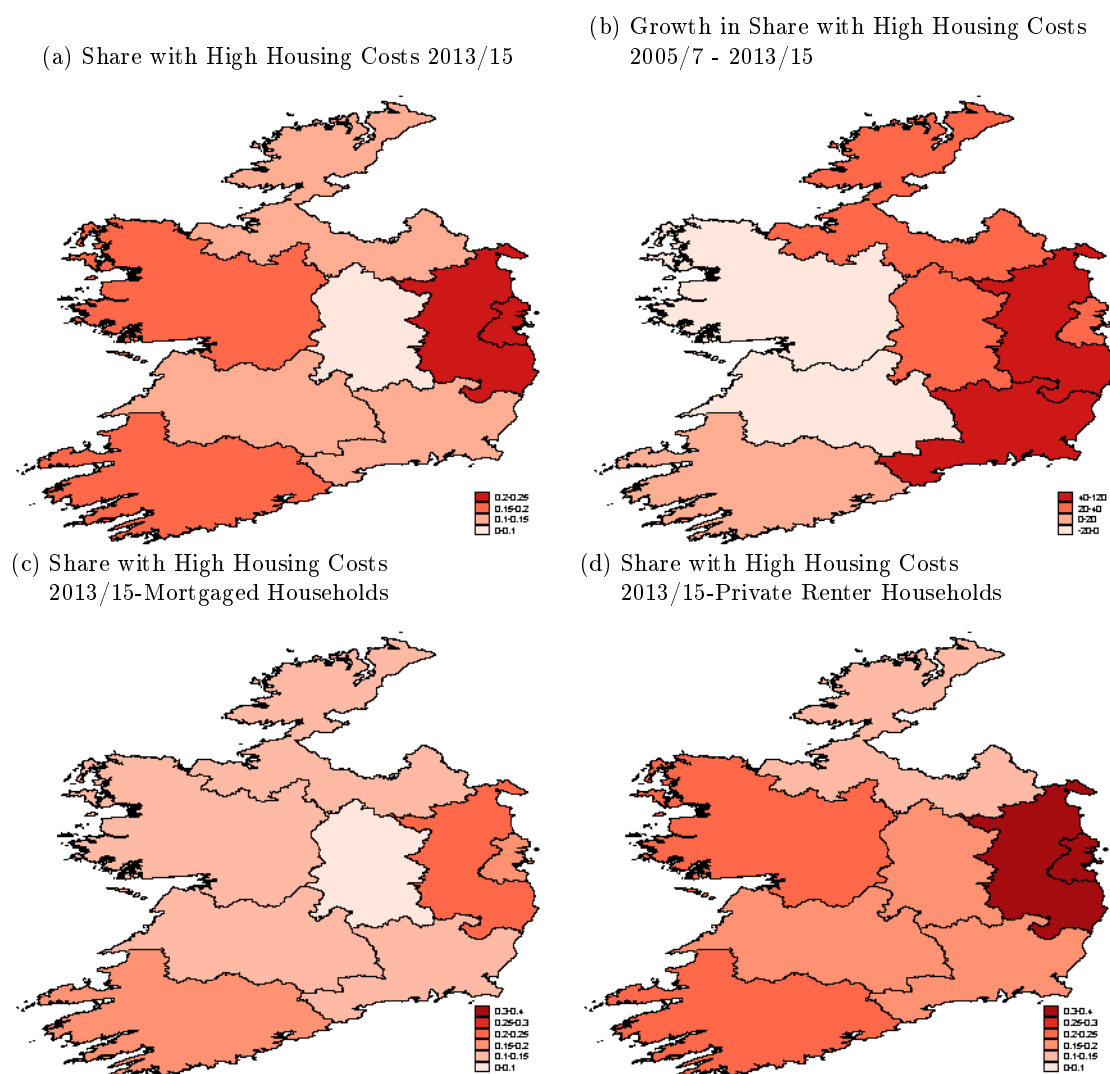 (a) Share with High Housing Costs 2013/15
(b) Growth in Share with High Housing Costs
2005/7 - 2013/15
0.2-0.25
0.15-0.2
0.1-0.15
0-0.1
40-120
20-40
0-20
-20-0
(c) Share with High Housing Costs
2013/15-Mortgaged Households
(d) Share with High Housing Costs
2013/15-Private Renter Households
0.3-0.4
0.25-0.3
0.2-0.25
0.15-0.2
0.1-0.15
0-0.1
0.3-0.4
0.25-0.3
0.2-0.25
0.15-0.2
0.1-0.15
0-0.1